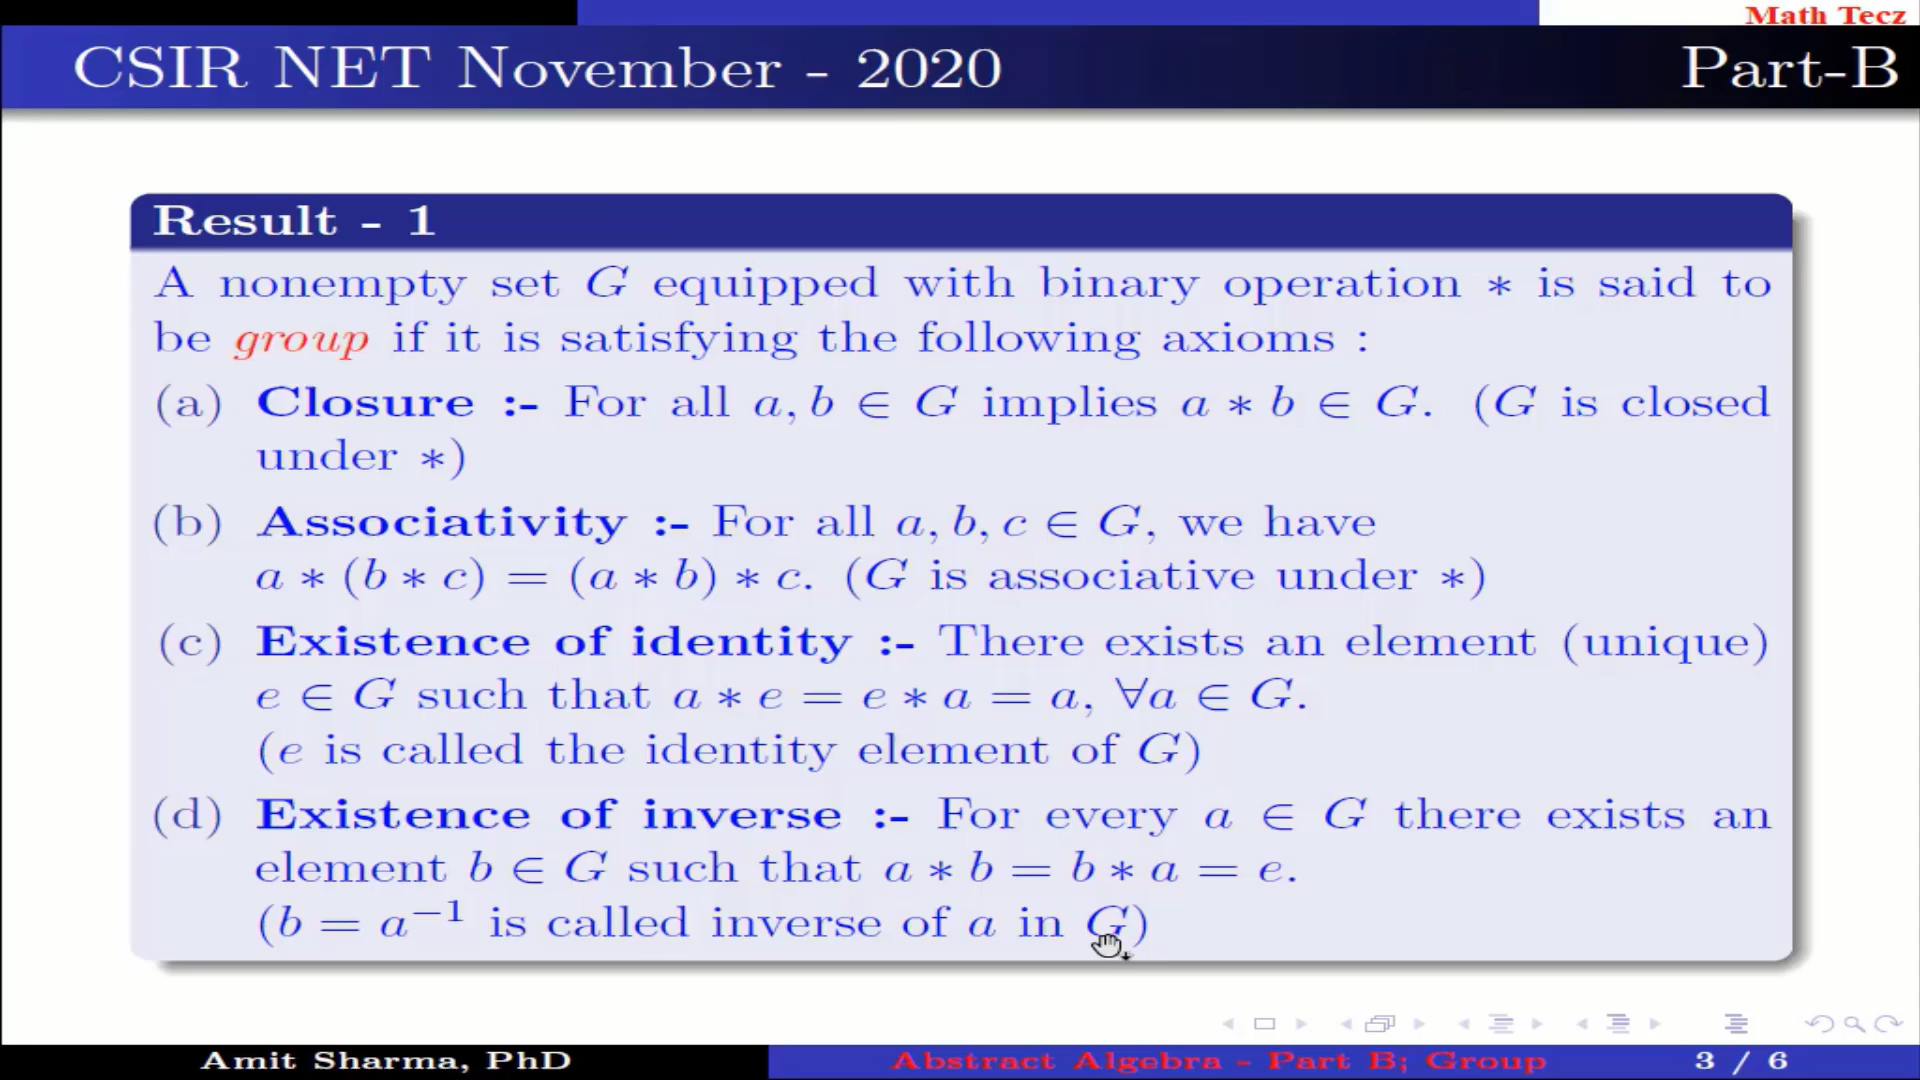 Math Tecz
CSIR NET November - 2020 Part-B
Result - 1
A nonempty set G equipped with binary operation ∗ is said to
be group if it is satisfying the following axioms :
(a) Closure :- For all a, b ∈ G implies a ∗ b ∈ G. (G is closed
under ∗)
(b) Associativity :- For all a, b, c ∈ G, we have
a ∗ (b ∗ c) = (a ∗ b) ∗ c. (G is associative under ∗)
(c) Existence of identity :- There exists an element (unique)
e ∈ G such that a ∗ e = e ∗ a = a, ∀a ∈ G.
(e is called the identity element of G)
(d) Existence of inverse :- For every a ∈ G there exists an
element b ∈ G such that a ∗ b = b ∗ a = e.
(b = a⁻¹ is called inverse of a in G)
Amit Sharma, PhD Abstract Algebra - Part B; Group 3 / 6